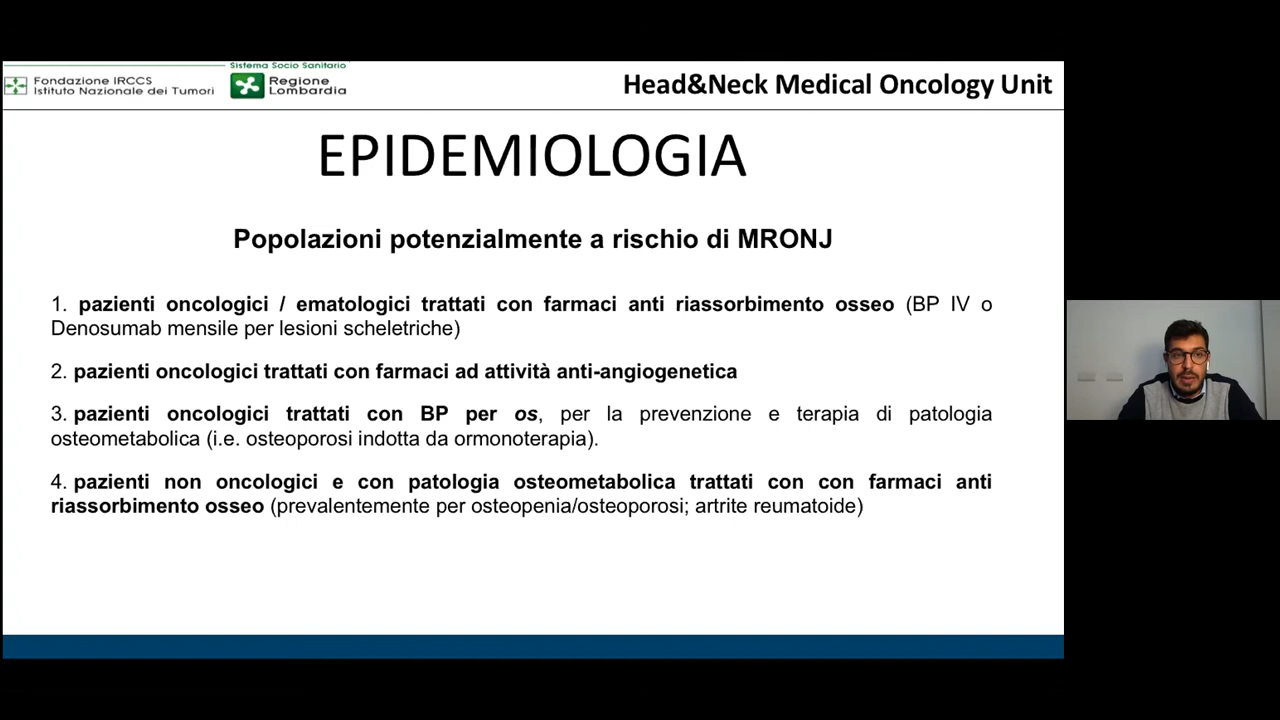 Fondazione IRCCS
Istituto Nazionale dei Tumori
Sistema Socio Sanitario
Regione
Lombardia
Head&Neck Medical Oncology Unit
EPIDEMIOLOGIA
Popolazioni potenzialmente a rischio di MRONJ
1. pazienti oncologici / ematologici trattati con farmaci anti riassorbimento osseo (BP IV o
Denosumab mensile per lesioni scheletriche)
2. pazienti oncologici trattati con farmaci ad attività anti-angiogenetica
3. pazienti oncologici trattati con BP per os, per la prevenzione e terapia di patologia
osteometabolica (i.e. osteoporosi indotta da ormonoterapia).
4. pazienti non oncologici e con patologia osteometabolica trattati con con farmaci anti
riassorbimento osseo (prevalentemente per osteopenia/osteoporosi; artrite reumatoide)